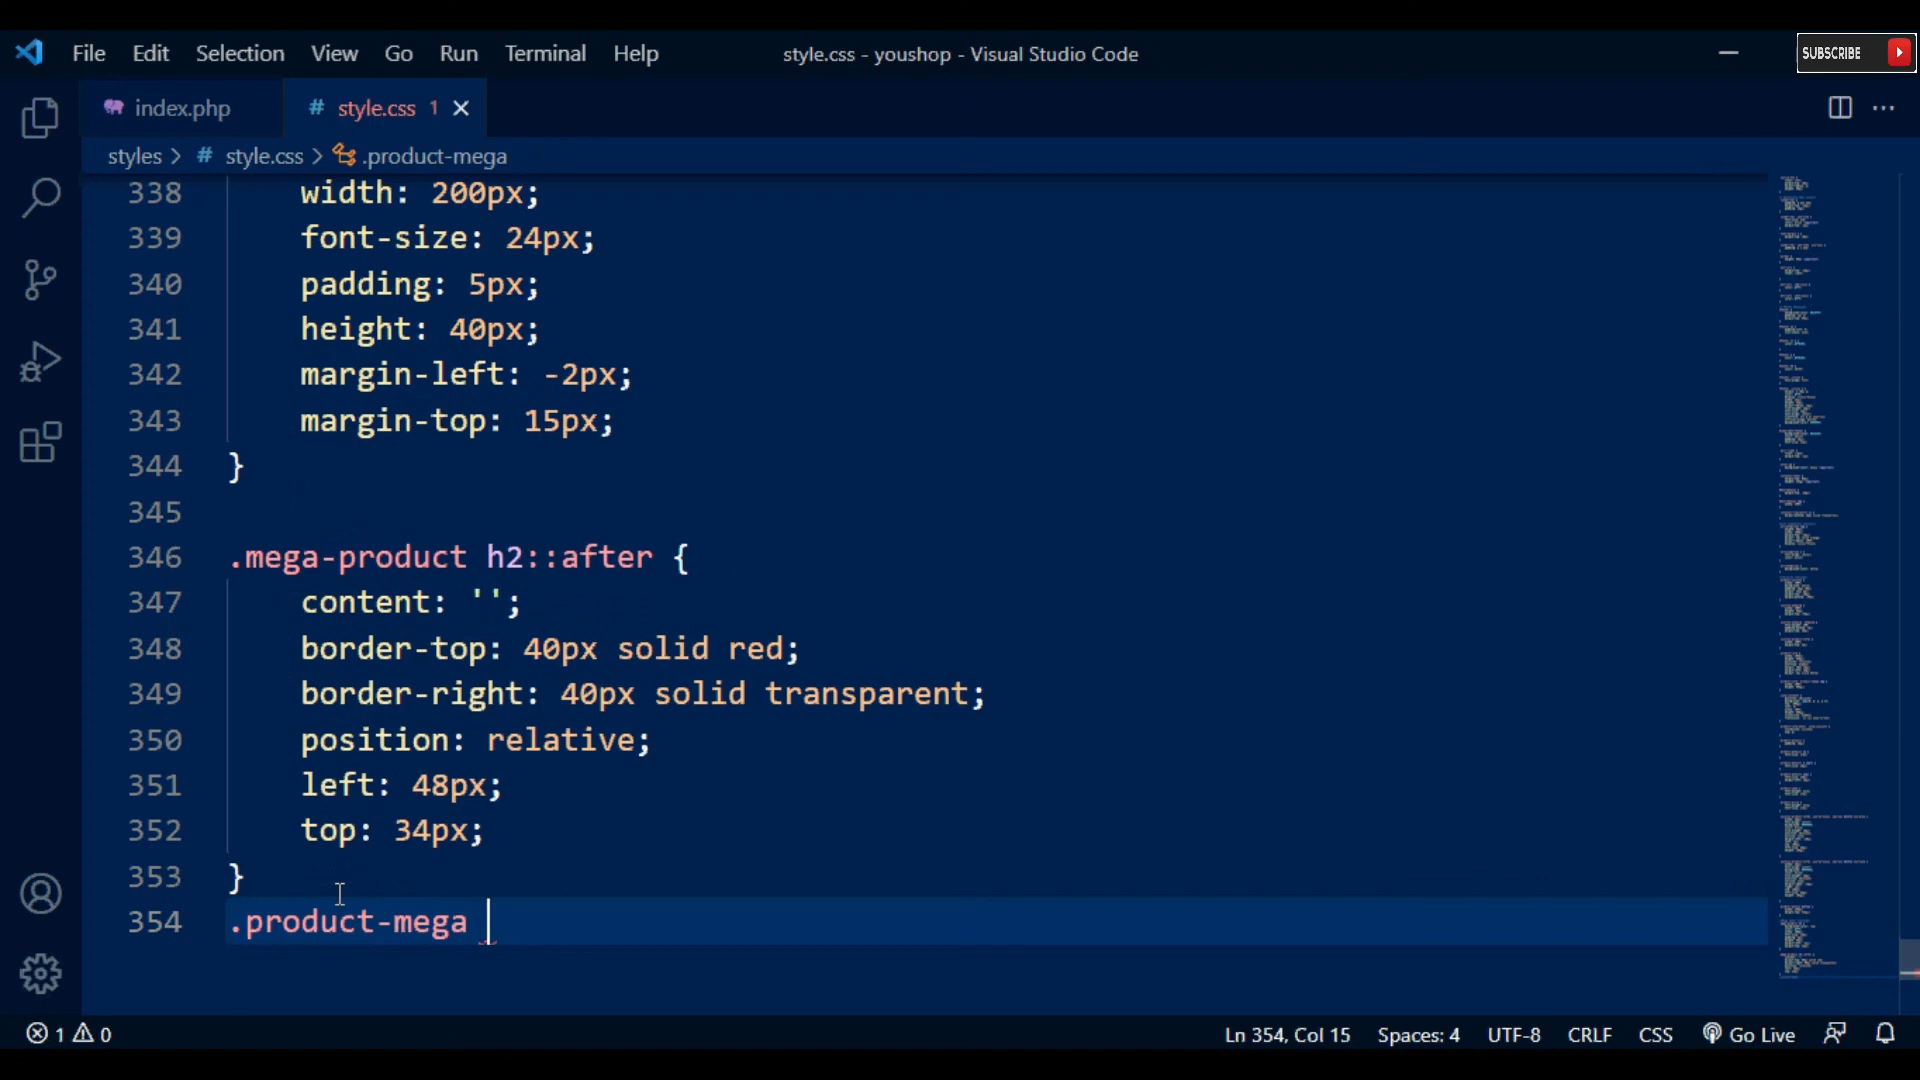 File Edit Selection View Go Run Terminal Help style.css - youshop - Visual Studio Code SUBSCRIBE
index.php # style.css 1
styles > # style.css > .product-mega
338 width: 200px;
339 font-size: 24px;
340 padding: 5px;
341 height: 40px;
342 margin-left: -2px;
343 margin-top: 15px;
344 }
345
346 .mega-product h2::after {
347 content: '';
348 border-top: 40px solid red;
349 border-right: 40px solid transparent;
350 position: relative;
351 left: 48px;
352 top: 34px;
353 }
354 .product-mega
1 0 Ln 354, Col 15 Spaces: 4 UTF-8 CRLF CSS Go Live